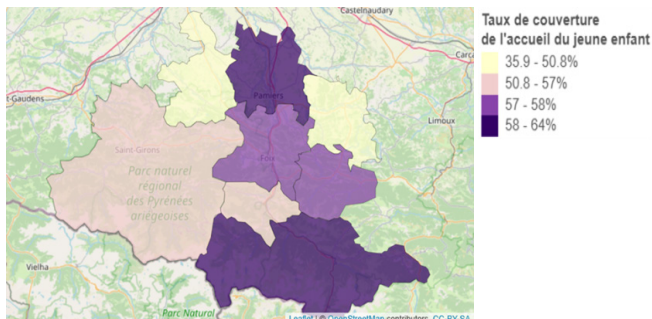 Castelnaudary
Taux de couverture
de l'accueil du jeune enfant
35.9 - 50.8%
50.8 - 57%
57 - 58%
58 - 64%
Carca
t-Gaudens
Pamiers
Limoux
Saint-Girons
Foix
Parc naturel
régional
des Pyrénées
ariégeoises
Vielha
Parc Natural
Leaflet | © OpenStreetMap contributors, CC-BY-SA